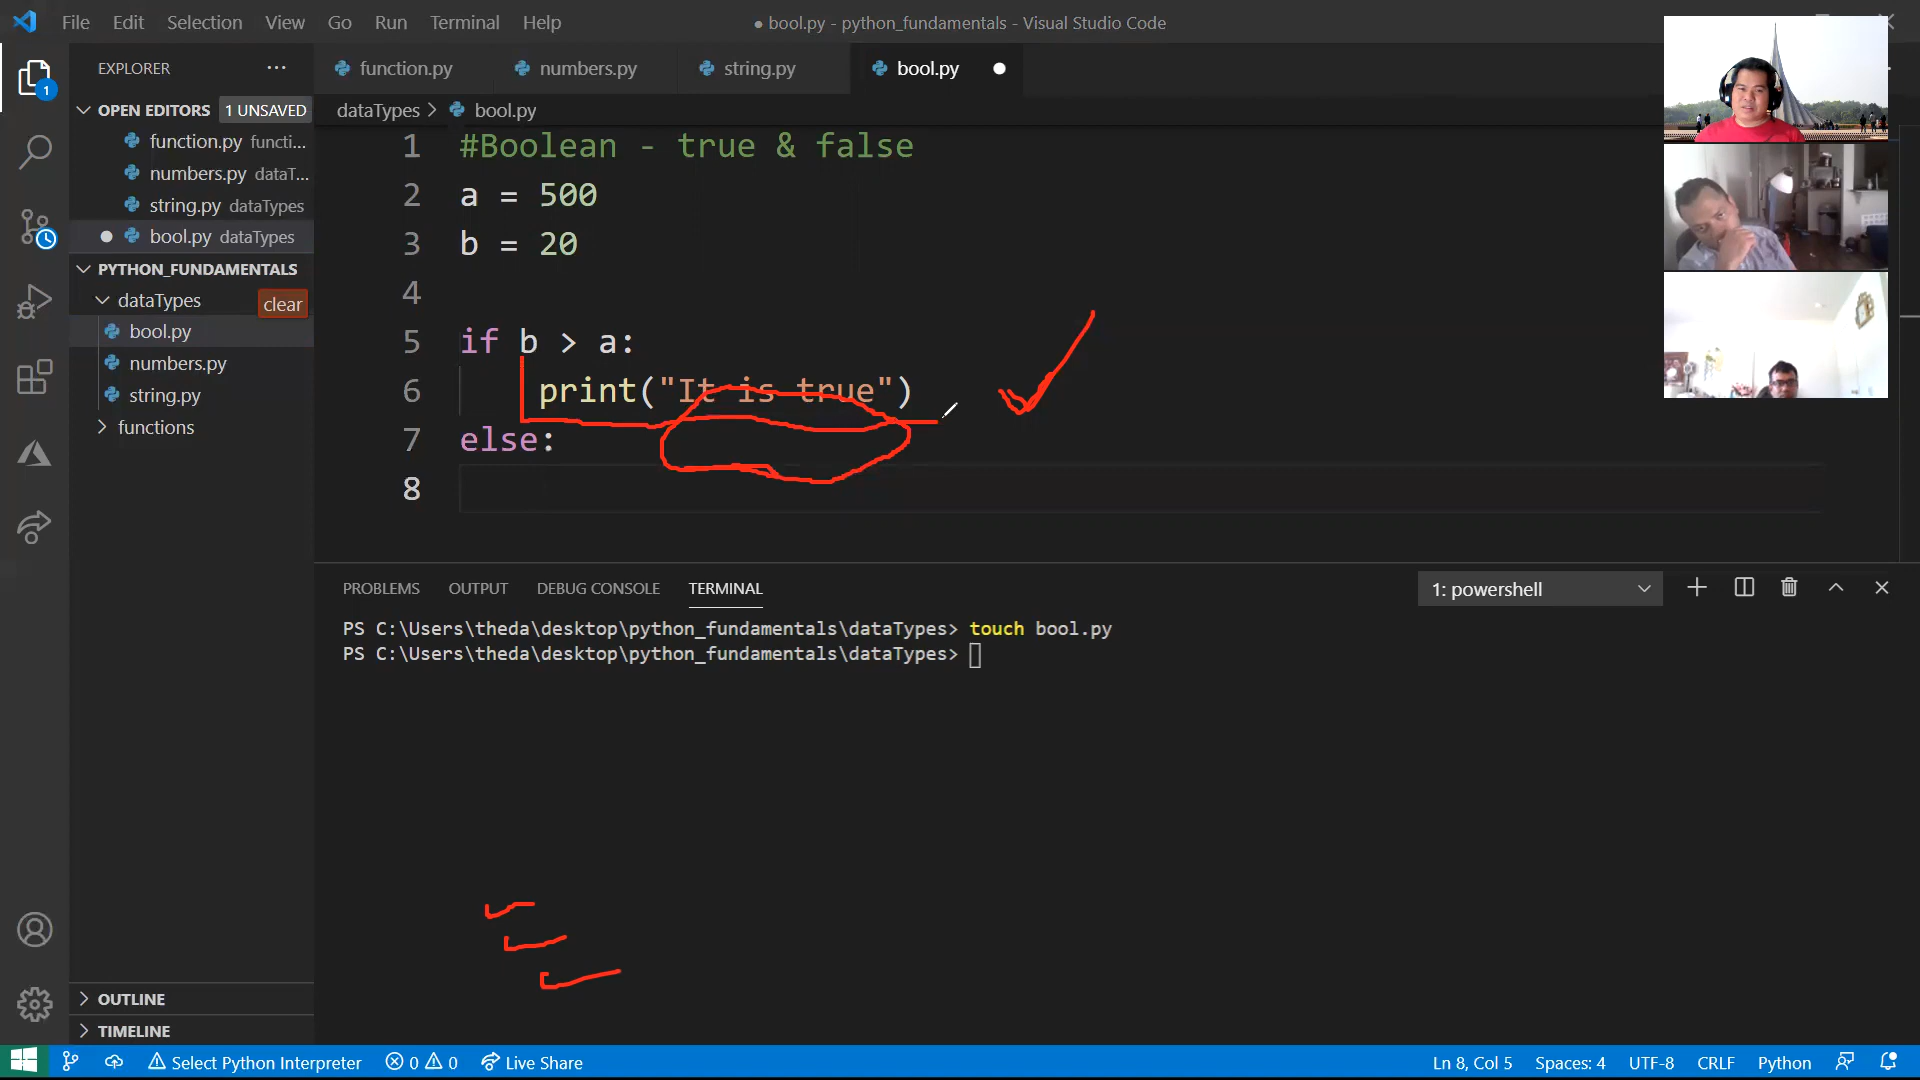 File Edit Selection View Go Run Terminal Help
● bool.py - python_fundamentals - Visual Studio Code
EXPLORER ···
function.py
numbers.py
string.py
bool.py
OPEN EDITORS
1 UNSAVED
function.py functi...
numbers.py dataT...
string.py dataTypes
bool.py dataTypes
PYTHON_FUNDAMENTALS
dataTypes
clear
bool.py
numbers.py
string.py
functions
OUTLINE
TIMELINE
1
dataTypes > bool.py
1 #Boolean - true & false
2 a = 500
3 b = 20
4
5 if b > a:
6 print("It is true")
7 else:
8
PROBLEMS OUTPUT DEBUG CONSOLE TERMINAL
1: powershell
PS C:\Users\theda\desktop\python_fundamentals\dataTypes> touch bool.py
PS C:\Users\theda\desktop\python_fundamentals\dataTypes>
Select Python Interpreter 0 0 Live Share
Ln 8, Col 5 Spaces: 4 UTF-8 CRLF Python